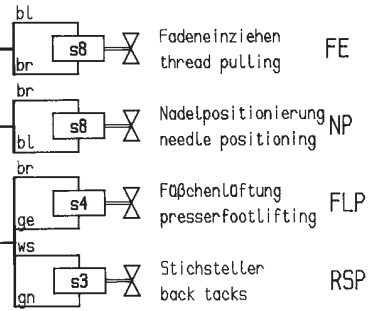 bl
s8
br
Fadeneinziehen
thread pulling
FE
br
s8
bl
Nadelpositionierung
needle positioning
NP
br
s4
ge
Füßchenlüftung
presserfootlifting
FLP
ws
s3
gn
Stichsteller
back tacks
RSP